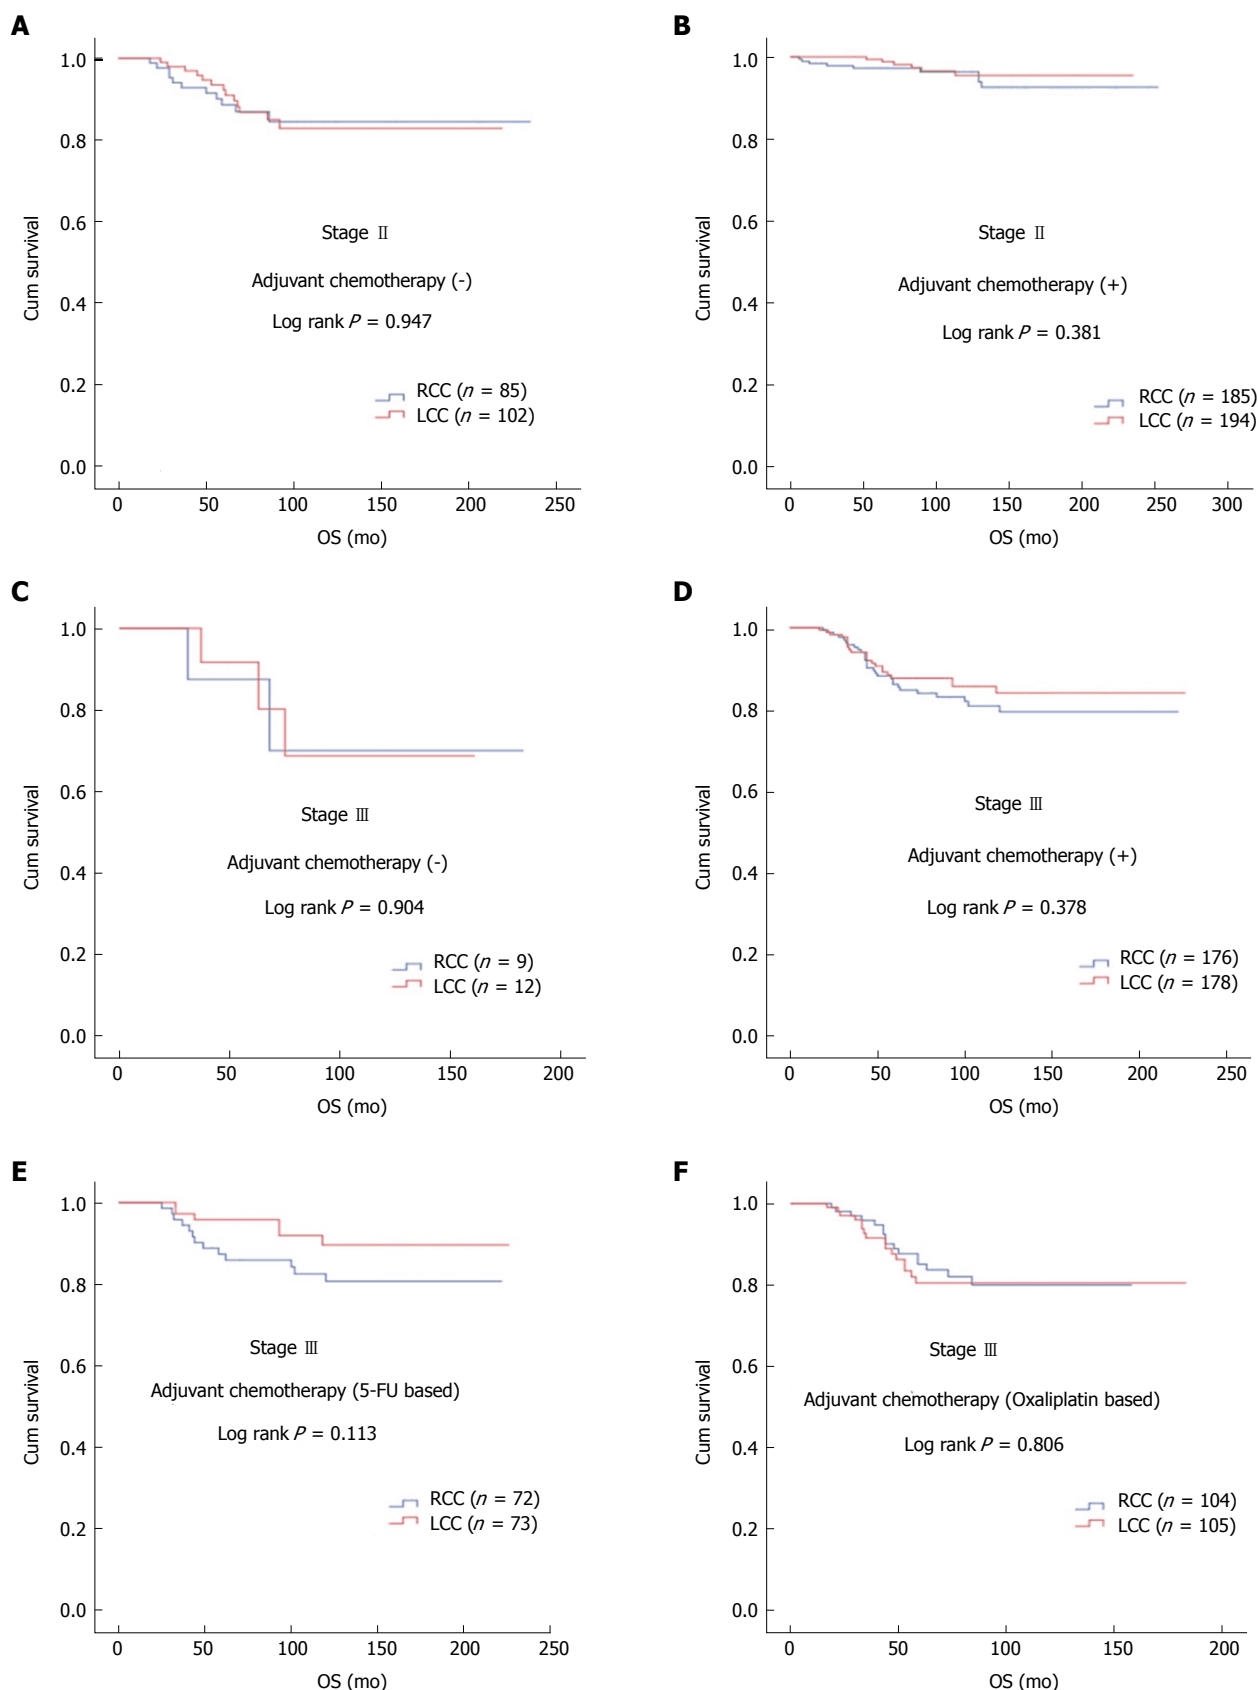 A
1.0
0.8
0.6
0.4
0.2
0.0
Cum survival
Stage Ⅱ
Adjuvant chemotherapy (-)
Log rank P = 0.947
RCC (n = 85)
LCC (n = 102)
0 50 100 150 200 250
OS (mo)
B
1.0
0.8
0.6
0.4
0.2
0.0
Cum survival
Stage Ⅱ
Adjuvant chemotherapy (+)
Log rank P = 0.381
RCC (n = 185)
LCC (n = 194)
0 50 100 150 200 250 300
OS (mo)
C
1.0
0.8
0.6
0.4
0.2
0.0
Cum survival
Stage Ⅲ
Adjuvant chemotherapy (-)
Log rank P = 0.904
RCC (n = 9)
LCC (n = 12)
0 50 100 150 200
OS (mo)
D
1.0
0.8
0.6
0.4
0.2
0.0
Cum survival
Stage Ⅲ
Adjuvant chemotherapy (+)
Log rank P = 0.378
RCC (n = 176)
LCC (n = 178)
0 50 100 150 200 250
OS (mo)
E
1.0
0.8
0.6
0.4
0.2
0.0
Cum survival
Stage Ⅲ
Adjuvant chemotherapy (5-FU based)
Log rank P = 0.113
RCC (n = 72)
LCC (n = 73)
0 50 100 150 200 250
OS (mo)
F
1.0
0.8
0.6
0.4
0.2
0.0
Cum survival
Stage Ⅲ
Adjuvant chemotherapy (Oxaliplatin based)
Log rank P = 0.806
RCC (n = 104)
LCC (n = 105)
0 50 100 150 200
OS (mo)